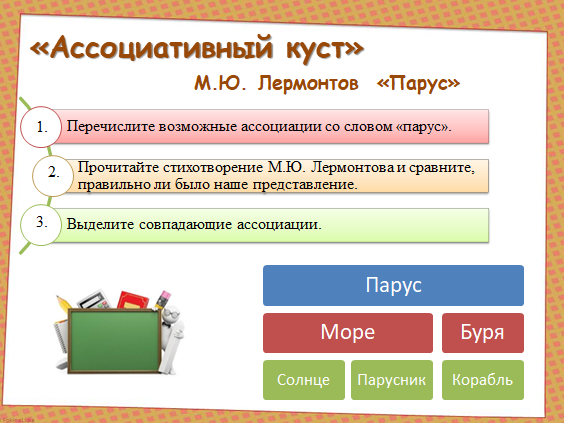 «Ассоциативный куст»
М.Ю. Лермонтов «Парус»
1. Перечислите возможные ассоциации со словом «парус».
2. Прочитайте стихотворение М.Ю. Лермонтова и сравните,
правильно ли было наше представление.
3. Выделите совпадающие ассоциации.
Парус
Море Буря
Солнце Парусник Корабль